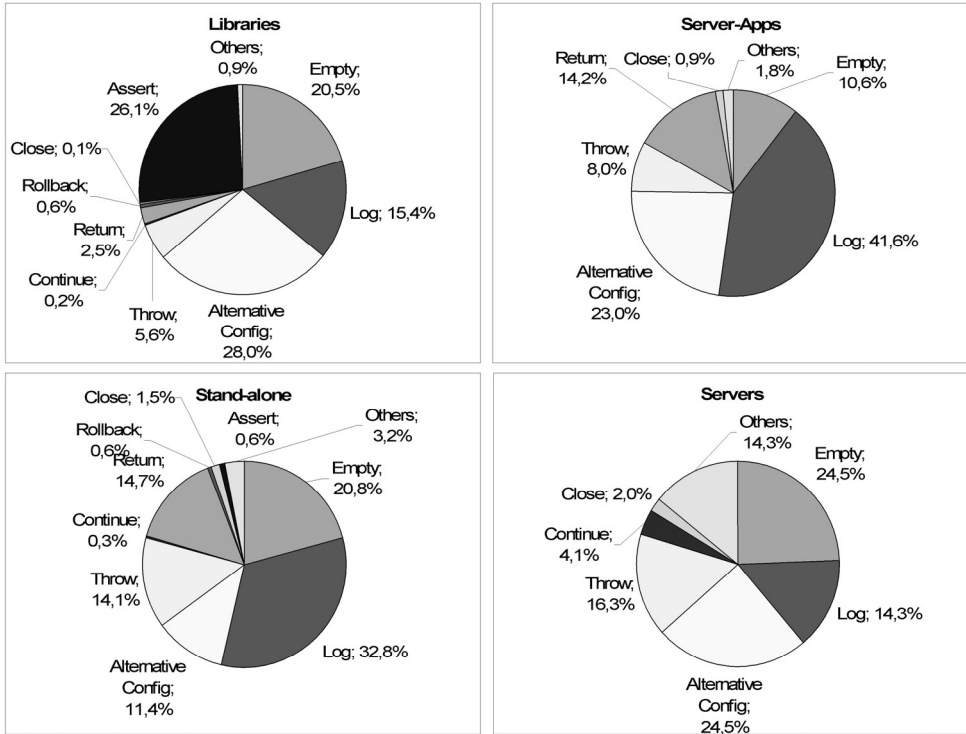 Libraries
Others;
0,9%
Empty;
20,5%
Assert;
26,1%
Close; 0,1%
Rollback;
0,6%
Log; 15,4%
Return;
2,5%
Continue;
0,2%
Throw;
5,6%
Alternative
Config;
28,0%
Server-Apps
Return;
14,2%
Close; 0,9%
Others;
1,8%
Empty;
10,6%
Throw;
8,0%
Log; 41,6%
Alternative
Config;
23,0%
Stand-alone
Close; 1,5%
Assert;
0,6%
Others;
3,2%
Rollback;
0,6%
Return;
14,7%
Empty;
20,8%
Continue;
0,3%
Throw;
14,1%
Log; 32,8%
Alternative
Config;
11,4%
Servers
Others;
14,3%
Empty;
24,5%
Close; 2,0%
Continue;
4,1%
Throw;
16,3%
Log; 14,3%
Alternative
Config;
24,5%